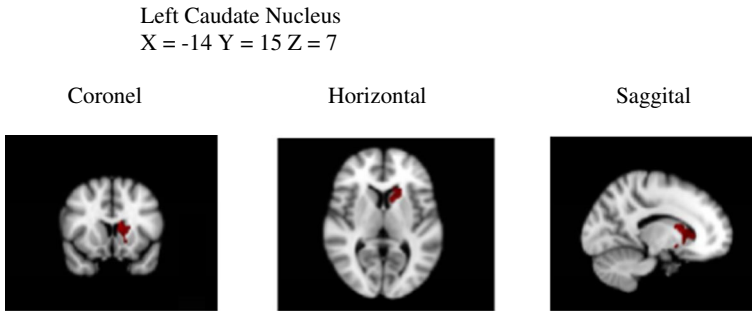 Left Caudate Nucleus
X = -14 Y = 15 Z = 7
Coronel
Horizontal
Saggital